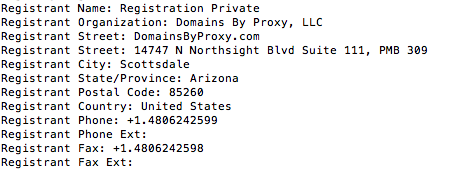 Registrant Name: Registration Private
Registrant Organization: Domains By Proxy, LLC
Registrant Street: DomainsByProxy.com
Registrant Street: 14747 N Northsight Blvd Suite 111, PMB 309
Registrant City: Scottsdale
Registrant State/Province: Arizona
Registrant Postal Code: 85260
Registrant Country: United States
Registrant Phone: +1.4806242599
Registrant Phone Ext:
Registrant Fax: +1.4806242598
Registrant Fax Ext: